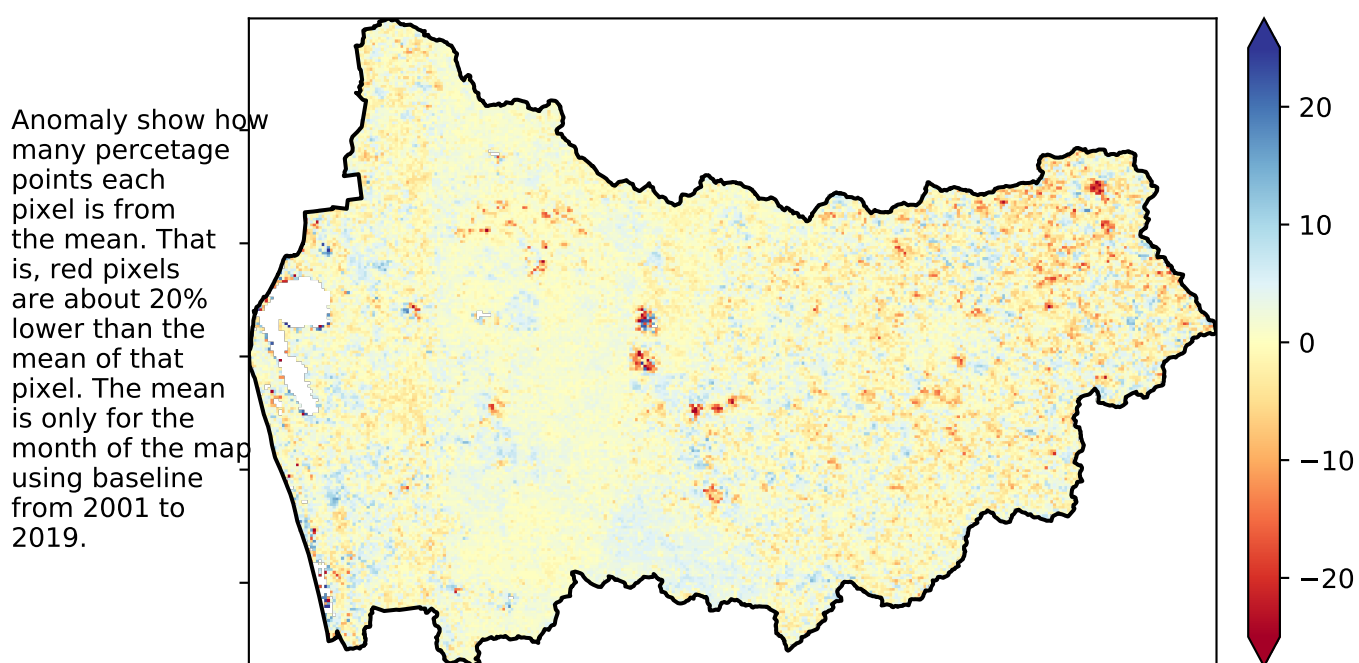 Anomaly show how
many percetage
points each
pixel is from
the mean. That
is, red pixels
are about 20%
lower than the
mean of that
pixel. The mean
is only for the
month of the map
using baseline
from 2001 to
2019.
20
10
0
−10
−20